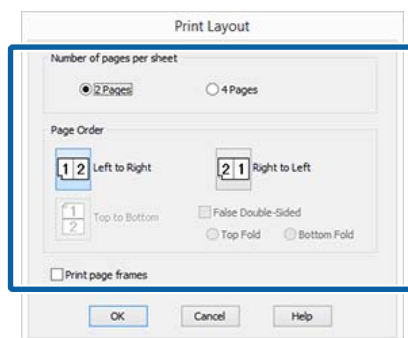 Print Layout
Number of pages per sheet
2 Pages 4 Pages
Page Order
1 2 Left to Right 2 1 Right to Left
1 2 Top to Bottom False Double-Sided
Top Fold Bottom Fold
Print page frames
OK Cancel Help